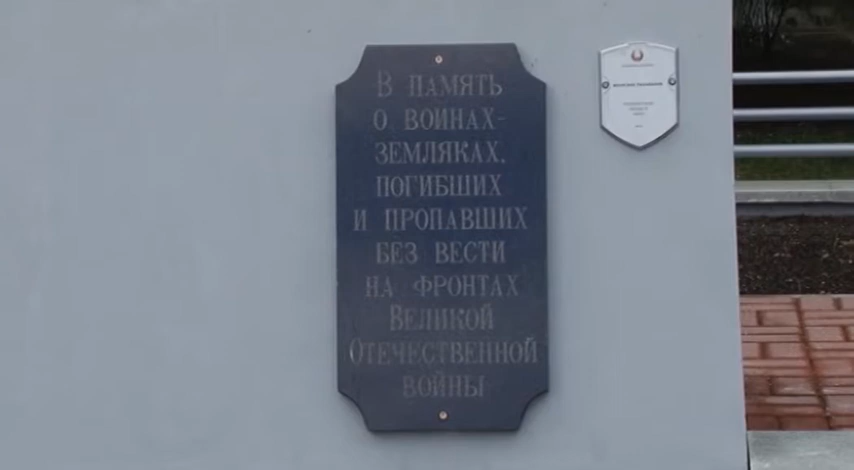 В ПАМЯТЬ
О ВОИНАХ-
ЗЕМЛЯКАХ,
ПОГИБШИХ
И ПРОПАВШИХ
БЕЗ ВЕСТИ
НА ФРОНТАХ
ВЕЛИКОЙ
ОТЕЧЕСТВЕННОЙ
ВОЙНЫ